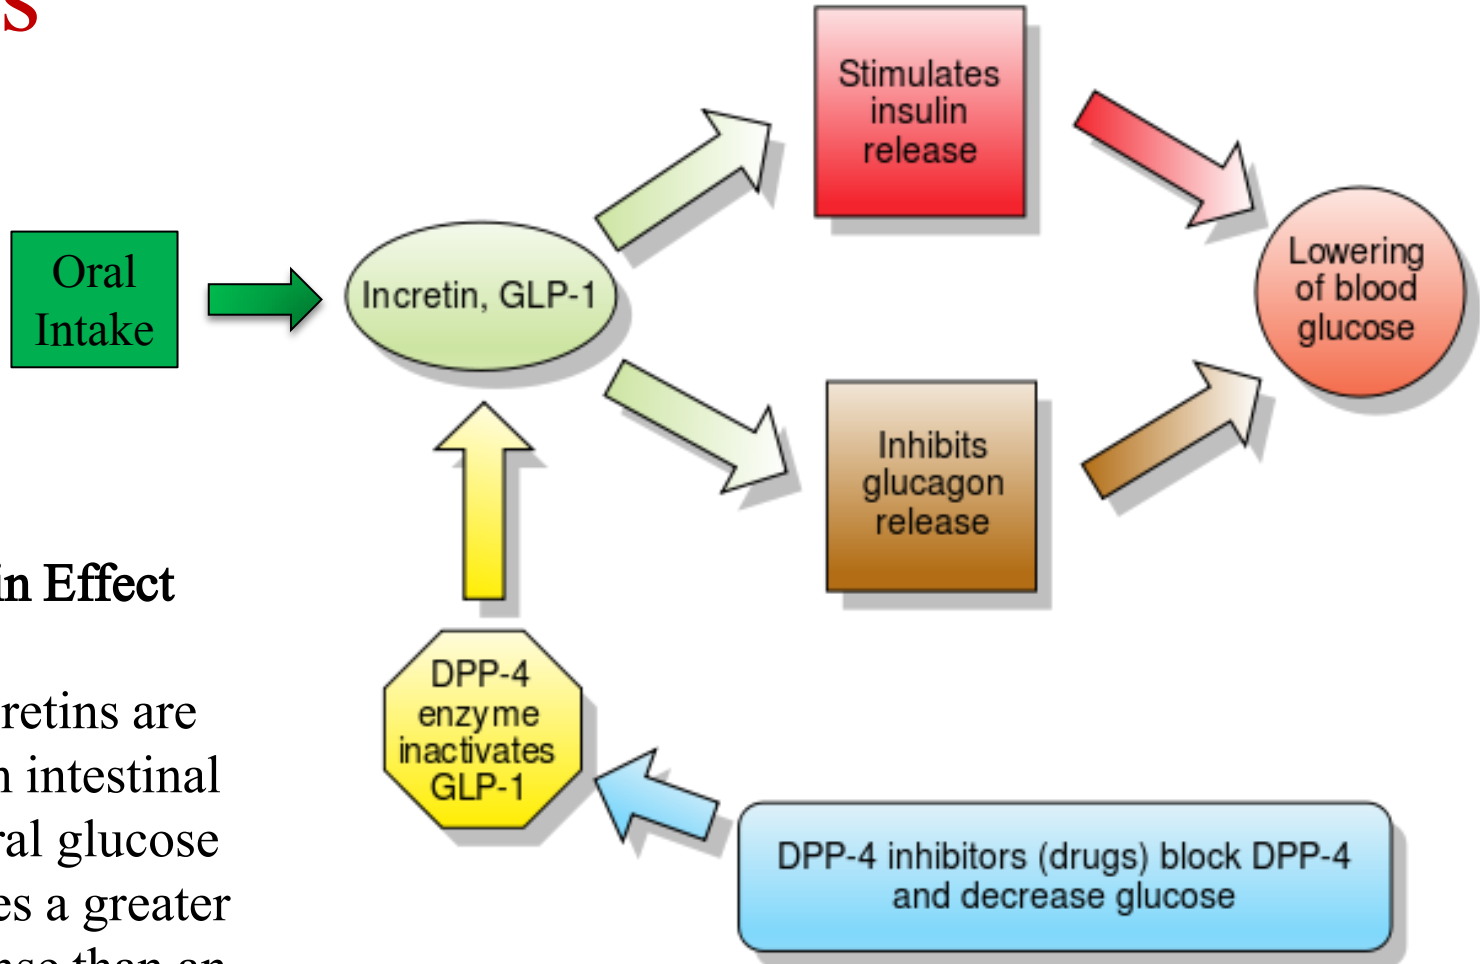 s
Oral
Intake
Incretin, GLP-1
Stimulates
insulin
release
Inhibits
glucagon
release
Lowering
of blood
glucose
DPP-4
enzyme
inactivates
GLP-1
DPP-4 inhibitors (drugs) block DPP-4
and decrease glucose
in Effect
retins are
intestinal
glucose
a greater
than an